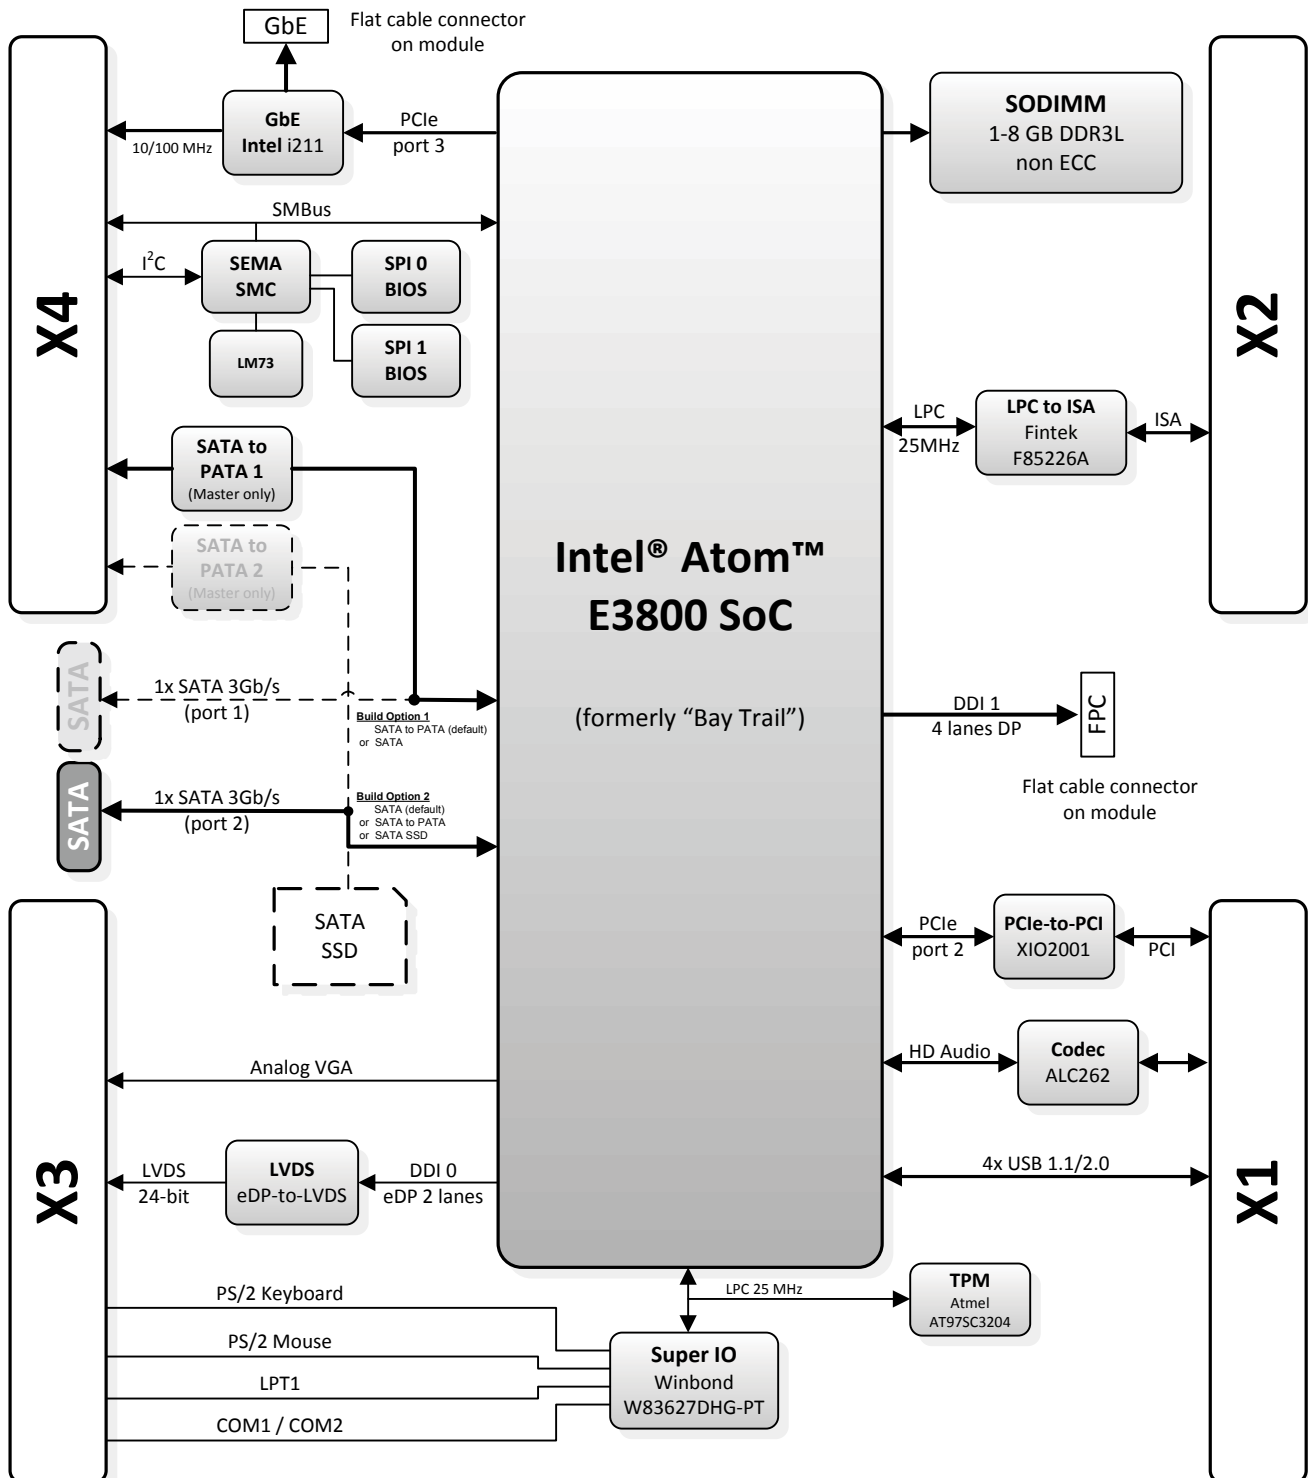 GbE
Flat cable connector
on module
GbE
Intel i211
10/100 MHz
PCIe
port 3
SODIMM
1-8 GB DDR3L
non ECC
SMBus
I²C
SEMA
SMC
SPI 0
BIOS
LM73
SPI 1
BIOS
X4
X2
LPC
25MHz
LPC to ISA
Fintek
F85226A
ISA
SATA to
PATA 1
(Master only)
SATA to
PATA 2
(Master only)
Intel® Atom™
E3800 SoC
(formerly “Bay Trail”)
SATA
1x SATA 3Gb/s
(port 1)
Build Option 1
SATA to PATA (default)
or SATA
DDI 1
4 lanes DP
FPC
Flat cable connector
on module
SATA
1x SATA 3Gb/s
(port 2)
Build Option 2
SATA (default)
or SATA to PATA
or SATA SSD
SATA
SSD
PCIe
port 2
PCIe-to-PCI
XIO2001
PCI
HD Audio
Codec
ALC262
Analog VGA
X3
X1
LVDS
24-bit
LVDS
eDP-to-LVDS
DDI 0
eDP 2 lanes
4x USB 1.1/2.0
LPC 25 MHz
TPM
Atmel
AT97SC3204
PS/2 Keyboard
PS/2 Mouse
LPT1
COM1 / COM2
Super IO
Winbond
W83627DHG-PT